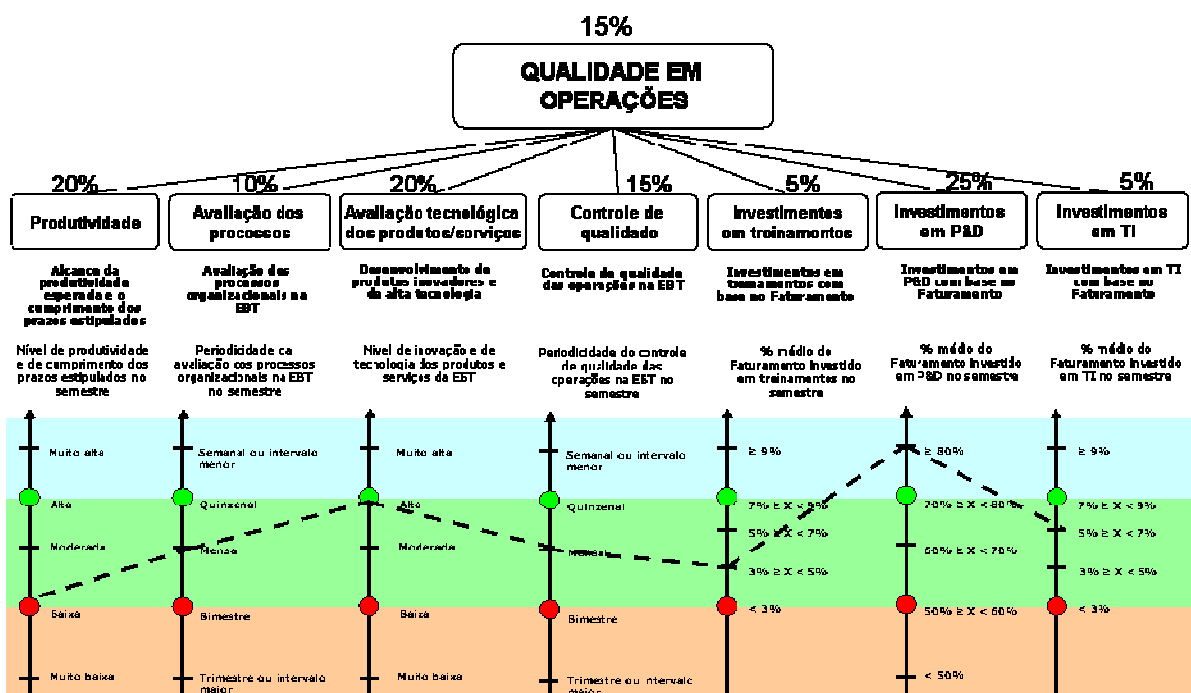 15%
QUALIDADE EM
OPERAÇÕES
20%
10%
20%
15%
5%
25%
5%
Produtividade
Avaliação dos
processos
Avaliação tecnológica
dos produtos/serviços
Controle de
qualidade
Investimentos
em treinamentos
Investimentos
em P&D
Investimentos
em TI
Alcance da
produtividade
esperada e o
cumprimento dos
prazos estipulados
Avaliação dos
processos
organizacionais na
EBT
Desenvolvimento de
produtos inovadores e
da alta tecnologia
Controle de qualidade
das operações na EBT
Investimentos em
treinamentos com
base no Faturamento
Investimentos em
P&D com base no
Faturamento
Investimentos em TI
com base no
Faturamento
Nível de produtividade
e de cumprimento dos
prazos estipulados no
semestre
Periodicidade da
avaliação dos processos
organizacionais na EBT
no semestre
Nível de inovação e de
tecnologia dos produtos e
serviços da EBT
Periodicidade do controle
de qualidade das
operações na EBT no
semestre
% médio do
Faturamento investido
em treinamentos no
semestre
% médio do
Faturamento investido
em P&D no semestre
% médio do
Faturamento investido
em TI no semestre
Muito alta
Alta
Moderada
Baixa
Muito baixa
Semanal ou intervalo
menor
Quinzenal
Mensal
Bimestre
Trimestre ou intervalo
maior
Muito alta
Alta
Moderada
Baixa
Muito baixa
Semanal ou intervalo
menor
Quinzenal
Mensal
Bimestre
Trimestre ou intervalo
maior
≥ 9%
7% ≥ X < 9%
5% ≥ X < 7%
3% ≥ X < 5%
< 3%
≥ 80%
70% ≥ X < 80%
60% ≥ X < 70%
50% ≥ X < 60%
< 50%
≥ 9%
7% ≥ X < 9%
5% ≥ X < 7%
3% ≥ X < 5%
< 3%